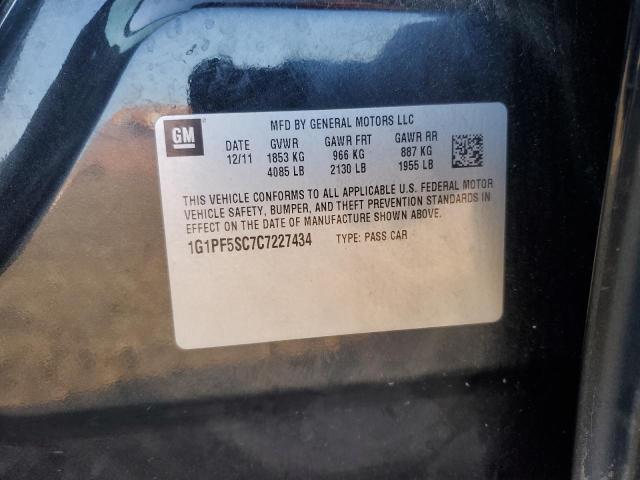 GM
MFD BY GENERAL MOTORS LLC
DATE GVWR GAWR FRT GAWR RR
12/11 1853 KG 966 KG 887 KG
4085 LB 2130 LB 1955 LB
THIS VEHICLE CONFORMS TO ALL APPLICABLE U.S. FEDERAL MOTOR
VEHICLE SAFETY, BUMPER, AND THEFT PREVENTION STANDARDS IN
EFFECT ON THE DATE OF MANUFACTURE SHOWN ABOVE.
1G1PF5SC7C7227434 TYPE: PASS CAR